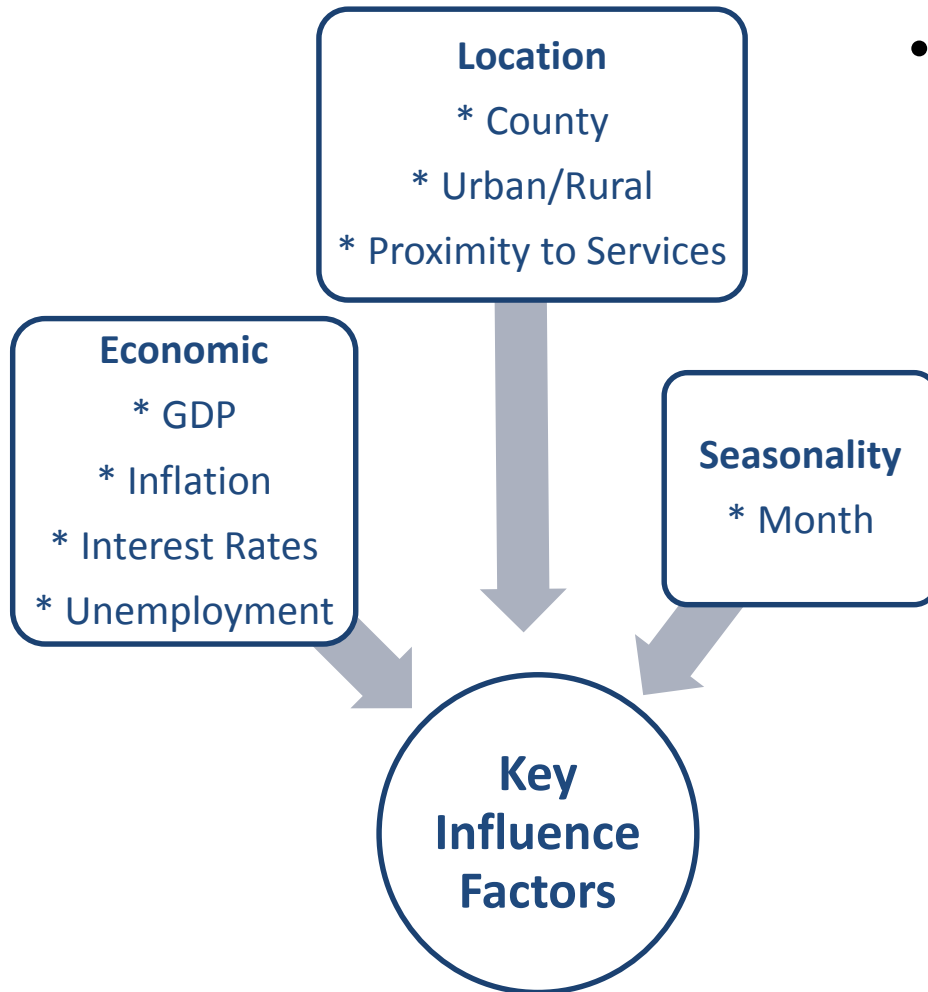 Location
* County
* Urban/Rural
* Proximity to Services
Economic
* GDP
* Inflation
* Interest Rates
* Unemployment
Seasonality
* Month
Key
Influence
Factors
•